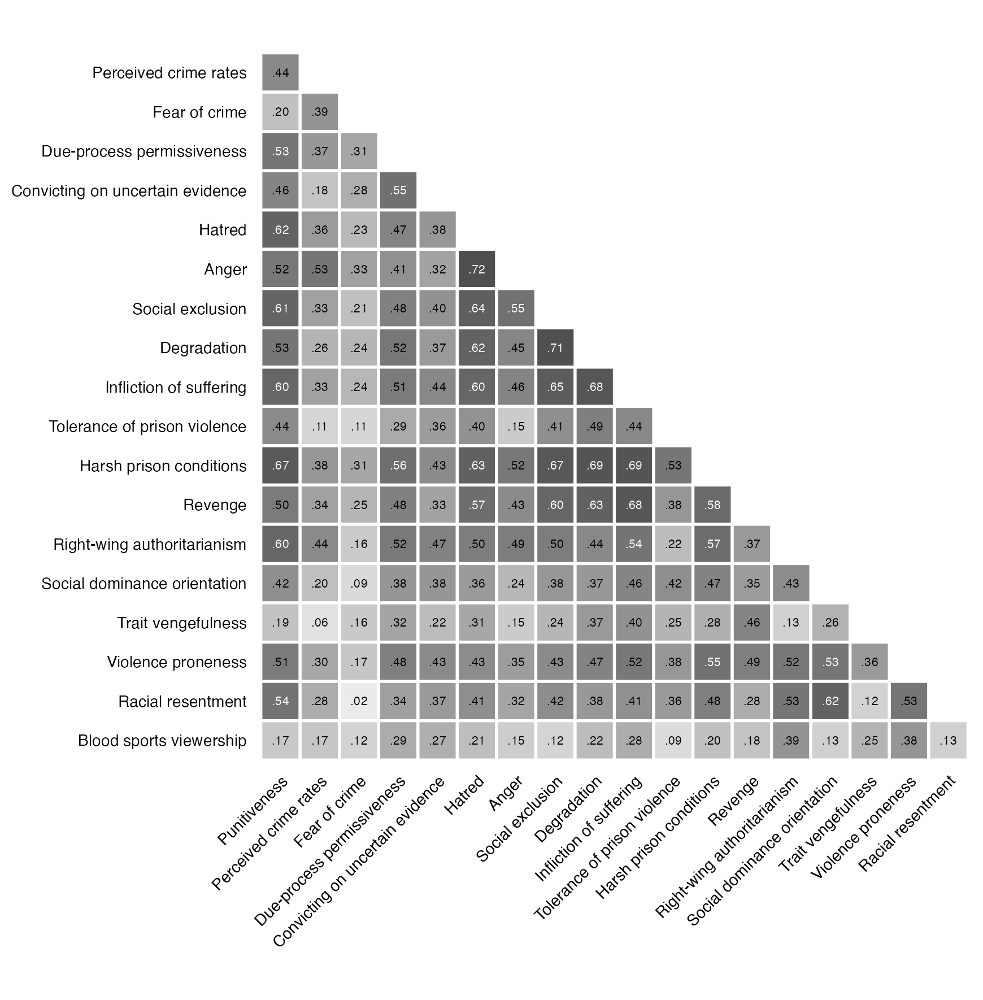 Perceived crime rates .44
Fear of crime .20 .39
Due-process permissiveness .53 .37 .31
Convicting on uncertain evidence .46 .18 .28 .55
Hatred .62 .36 .23 .47 .38
Anger .52 .53 .33 .41 .32 .72
Social exclusion .61 .33 .21 .48 .40 .64 .55
Degradation .53 .26 .24 .52 .37 .62 .45 .71
Infliction of suffering .60 .33 .24 .51 .44 .60 .46 .65 .68
Tolerance of prison violence .44 .11 .11 .29 .36 .40 .15 .41 .49 .44
Harsh prison conditions .67 .38 .31 .56 .43 .63 .52 .67 .69 .69 .53
Revenge .50 .34 .25 .48 .33 .57 .43 .60 .63 .68 .38 .58
Right-wing authoritarianism .60 .44 .16 .52 .47 .50 .49 .50 .44 .54 .22 .57 .37
Social dominance orientation .42 .20 .09 .38 .38 .36 .24 .38 .37 .46 .42 .47 .35 .43
Trait vengefulness .19 .06 .16 .32 .22 .31 .15 .24 .37 .40 .25 .28 .46 .13 .26
Violence proneness .51 .30 .17 .48 .43 .43 .35 .43 .47 .52 .38 .55 .49 .52 .53 .36
Racial resentment .54 .28 .02 .34 .37 .41 .32 .42 .38 .41 .36 .48 .28 .53 .62 .12 .53
Blood sports viewership .17 .17 .12 .29 .27 .21 .15 .12 .22 .28 .09 .20 .18 .39 .13 .25 .38 .13
Punitiveness
Perceived crime rates
Fear of crime
Due-process permissiveness
Convicting on uncertain evidence
Hatred
Anger
Social exclusion
Degradation
Infliction of suffering
Tolerance of prison violence
Harsh prison conditions
Revenge
Right-wing authoritarianism
Social dominance orientation
Trait vengefulness
Violence proneness
Racial resentment